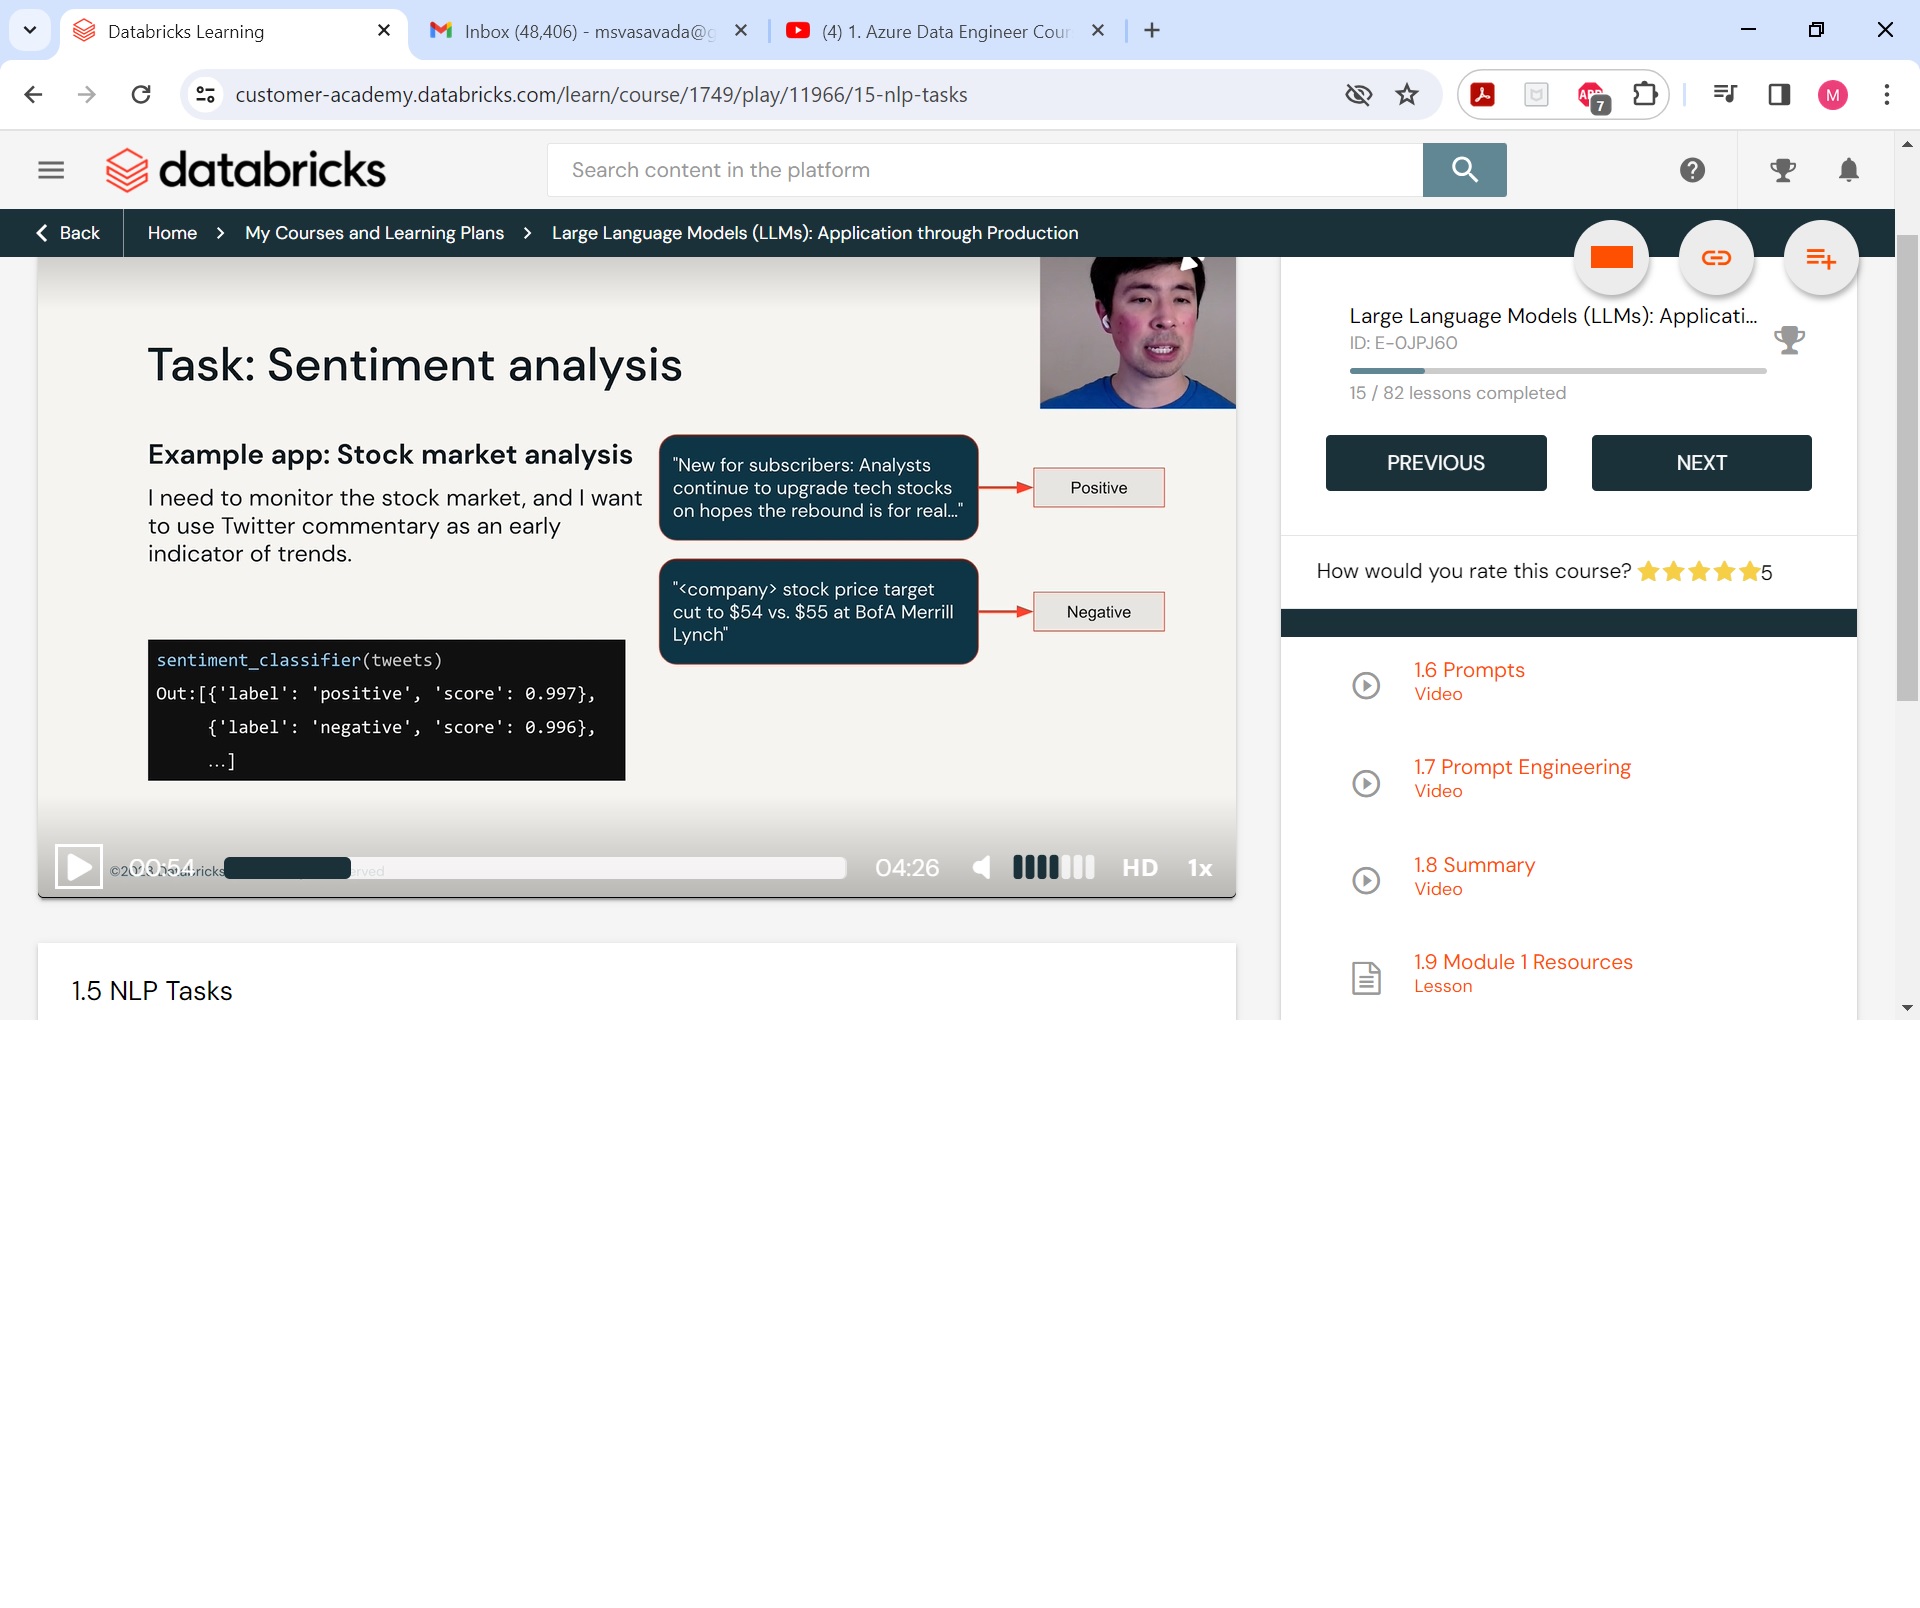 Databricks Learning
Inbox (48,406) - msvasavada@g
(4) 1. Azure Data Engineer Cour
customer-academy.databricks.com/learn/course/1749/play/11966/15-nlp-tasks
ABP
7
M
databricks
Search content in the platform
Back
Home
My Courses and Learning Plans
Large Language Models (LLMs): Application through Production
Task: Sentiment analysis
Example app: Stock market analysis
I need to monitor the stock market, and I want
to use Twitter commentary as an early
indicator of trends.
"New for subscribers: Analysts
continue to upgrade tech stocks
on hopes the rebound is for real..."
Positive
"<company> stock price target
cut to $54 vs. $55 at BofA Merrill
Lynch"
Negative
sentiment_classifier(tweets)
Out:[{'label': 'positive', 'score': 0.997},
{'label': 'negative', 'score': 0.996},
...]
00:54
©2023 Databricks
erved
04:26
HD
1x
1.5 NLP Tasks
Large Language Models (LLMs): Applicati...
ID: E-0JPJ60
15 / 82 lessons completed
PREVIOUS
NEXT
How would you rate this course?
5
1.6 Prompts
Video
1.7 Prompt Engineering
Video
1.8 Summary
Video
1.9 Module 1 Resources
Lesson